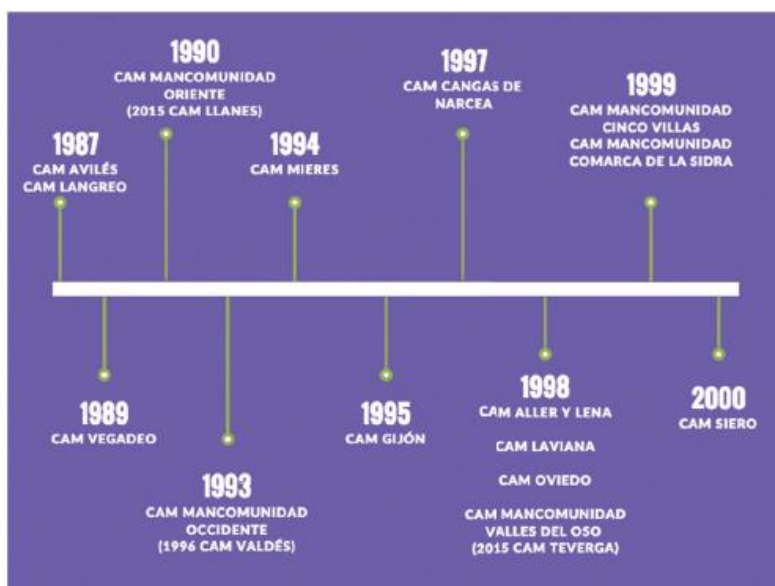 1990
CAM MANCOMUNIDAD
ORIENTE
(2015 CAM LLANES)
1997
CAM CANGAS DE
NARCEA
1999
CAM MANCOMUNIDAD
CINCO VILLAS
CAM MANCOMUNIDAD
COMARCA DE LA SIDRA
1987
CAM AVILÉS
CAM LANGREO
1994
CAM MIERES
1989
CAM VEGADEO
1993
CAM MANCOMUNIDAD
OCCIDENTE
(1996 CAM VALDÉS)
1995
CAM GIJÓN
1998
CAM ALLER Y LENA
CAM LAVIANA
CAM OVIEDO
CAM MANCOMUNIDAD
VALLES DEL OSO
(2015 CAM TEVERGA)
2000
CAM SIERO